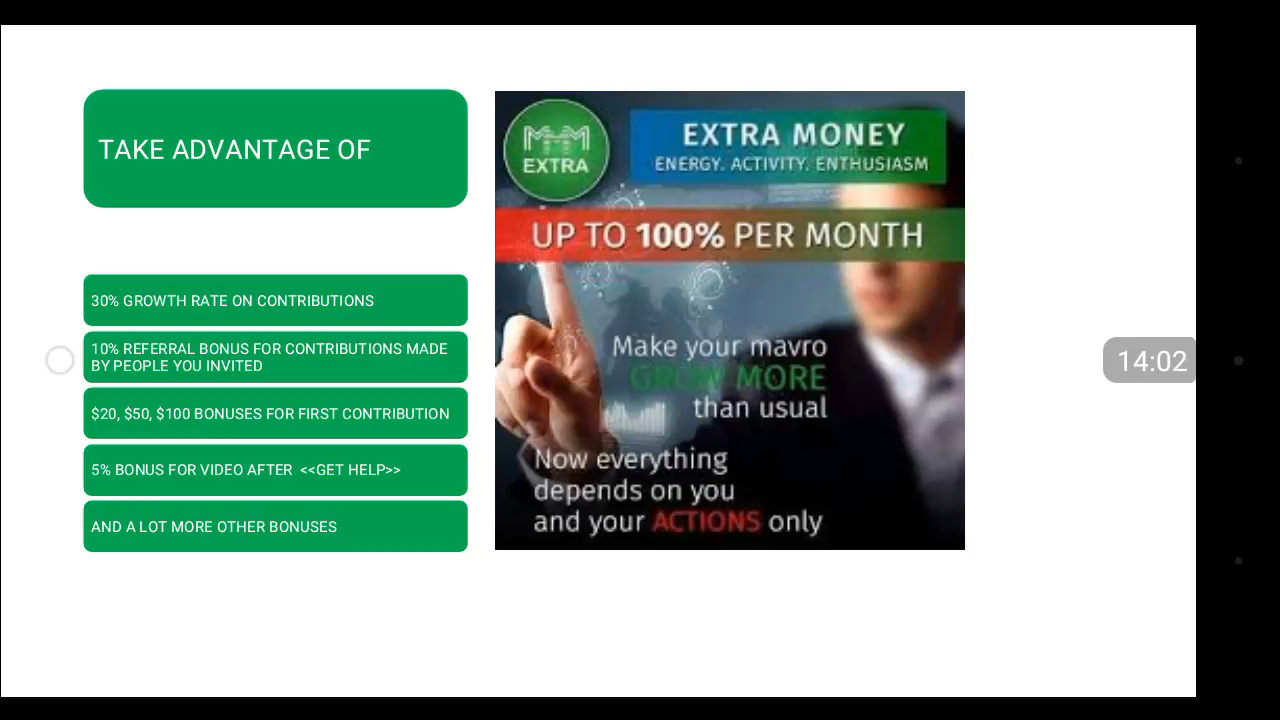 TAKE ADVANTAGE OF
30% GROWTH RATE ON CONTRIBUTIONS
10% REFERRAL BONUS FOR CONTRIBUTIONS MADE
BY PEOPLE YOU INVITED
$20, $50, $100 BONUSES FOR FIRST CONTRIBUTION
5% BONUS FOR VIDEO AFTER <<GET HELP>>
AND A LOT MORE OTHER BONUSES
MMM
EXTRA
EXTRA MONEY
ENERGY. ACTIVITY. ENTHUSIASM
UP TO 100% PER MONTH
Make your mavro
GROW MORE
than usual
Now everything
depends on you
and your ACTIONS only
14:02